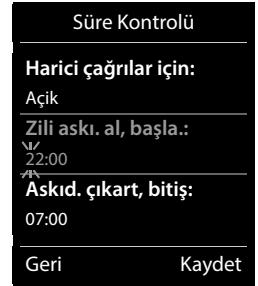 Süre Kontrolü
Harici çağrılar için:
Açik
Zili askı. al, başla.:
22:00
Askıd. çıkart, bitiş:
07:00
Geri Kaydet